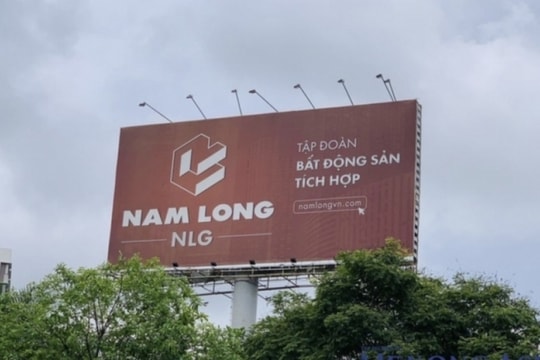 NAM LONG
NLG
TẬP ĐOÀN
BẤT ĐỘNG SẢN
TÍCH HỢP
namlongvn.com